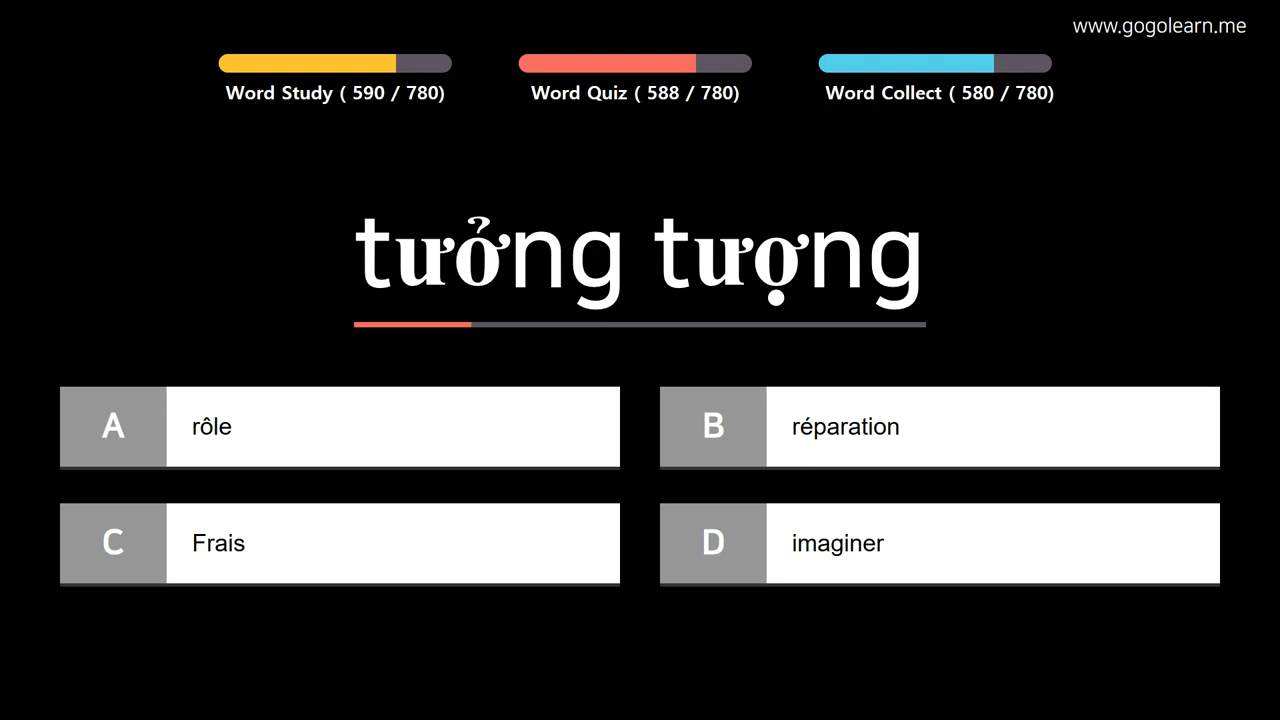 www.gogolearn.me
Word Study ( 590 / 780)
Word Quiz ( 588 / 780)
Word Collect ( 580 / 780)
tưởng tượng
A rôle
B réparation
C Frais
D imaginer